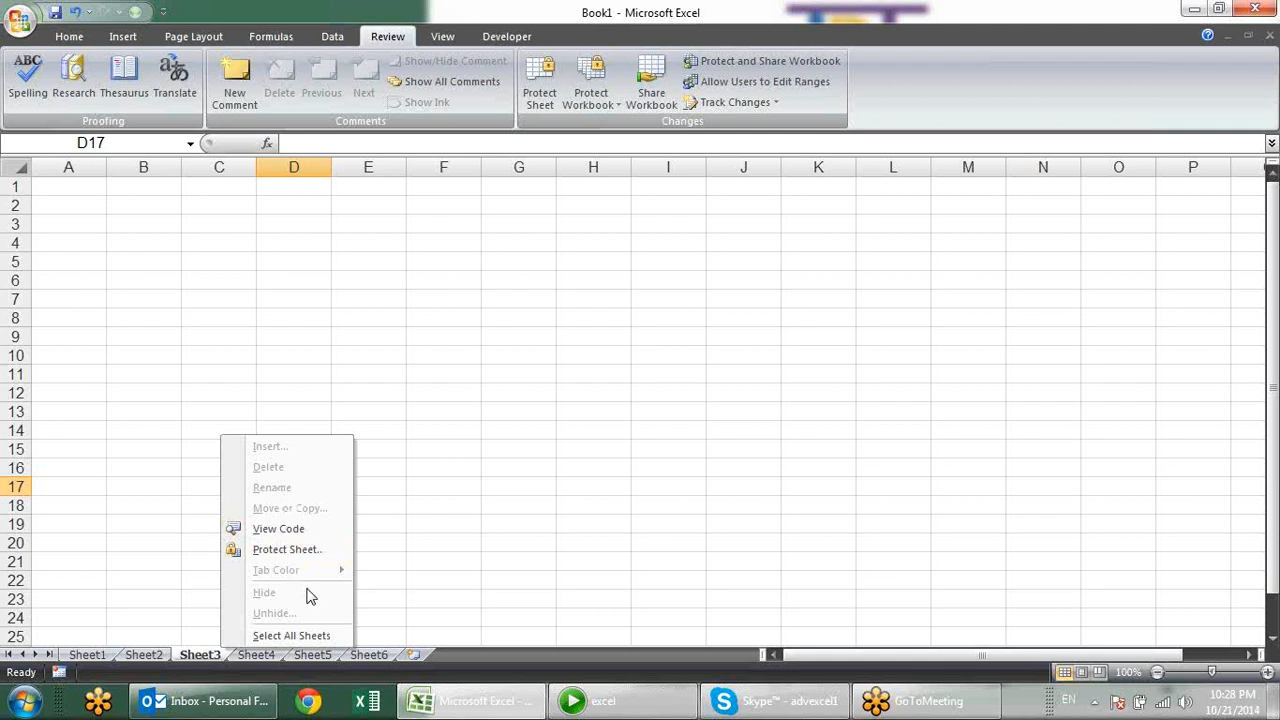 Book1 - Microsoft Excel
Home Insert Page Layout Formulas Data Review View Developer
ABC
Spelling Research Thesaurus Translate
Proofing
New Comment Delete Previous Next
Show/Hide Comment
Show All Comments
Show Ink
Comments
Protect Sheet Protect Workbook Share Workbook
Protect and Share Workbook
Allow Users to Edit Ranges
Track Changes
Changes
D17 fx
A B C D E F G H I J K L M N O P
1
2
3
4
5
6
7
8
9
10
11
12
13
14
15
16
17
18
19
20
21
22
23
24
25
Insert...
Delete
Rename
Move or Copy...
View Code
Protect Sheet..
Tab Color
Hide
Unhide...
Select All Sheets
Sheet1 Sheet2 Sheet3 Sheet4 Sheet5 Sheet6
Ready 100%
Inbox - Personal F... Microsoft Excel - ... excel Skype™ - advexcel1 GoToMeeting EN 10:28 PM
10/21/2014